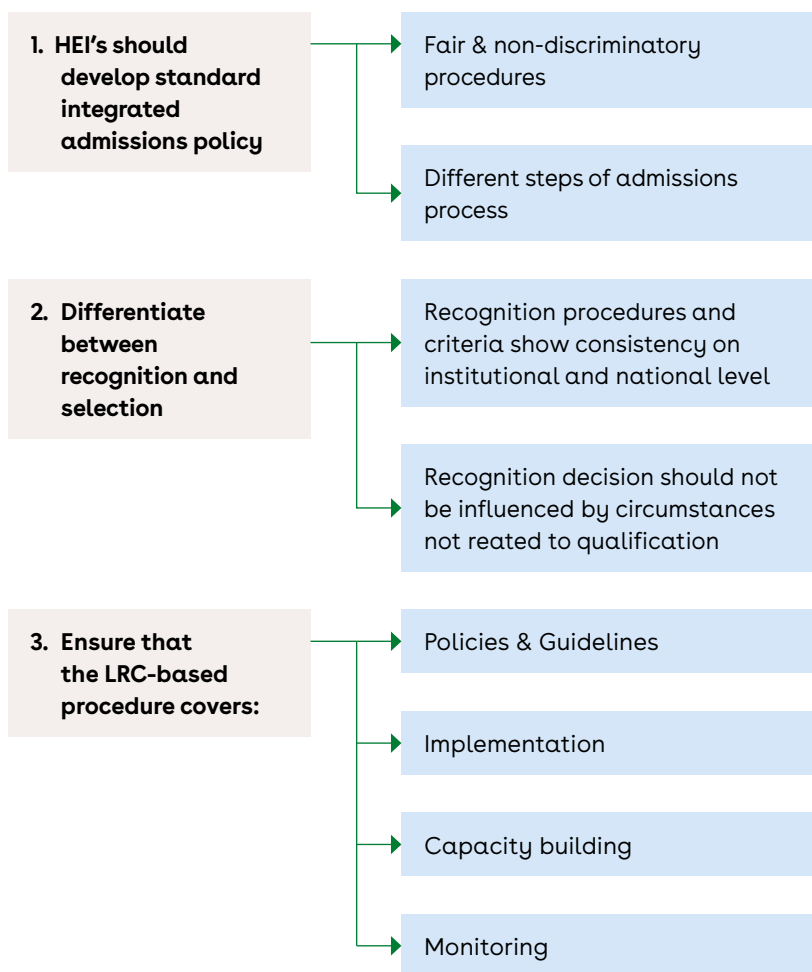 1. HEI's should
develop standard
integrated
admissions policy
Fair & non-discriminatory
procedures
Different steps of admissions
process
2. Differentiate
between
recognition and
selection
Recognition procedures and
criteria show consistency on
institutional and national level
Recognition decision should not
be influenced by circumstances
not reated to qualification
3. Ensure that
the LRC-based
procedure covers:
Policies & Guidelines
Implementation
Capacity building
Monitoring